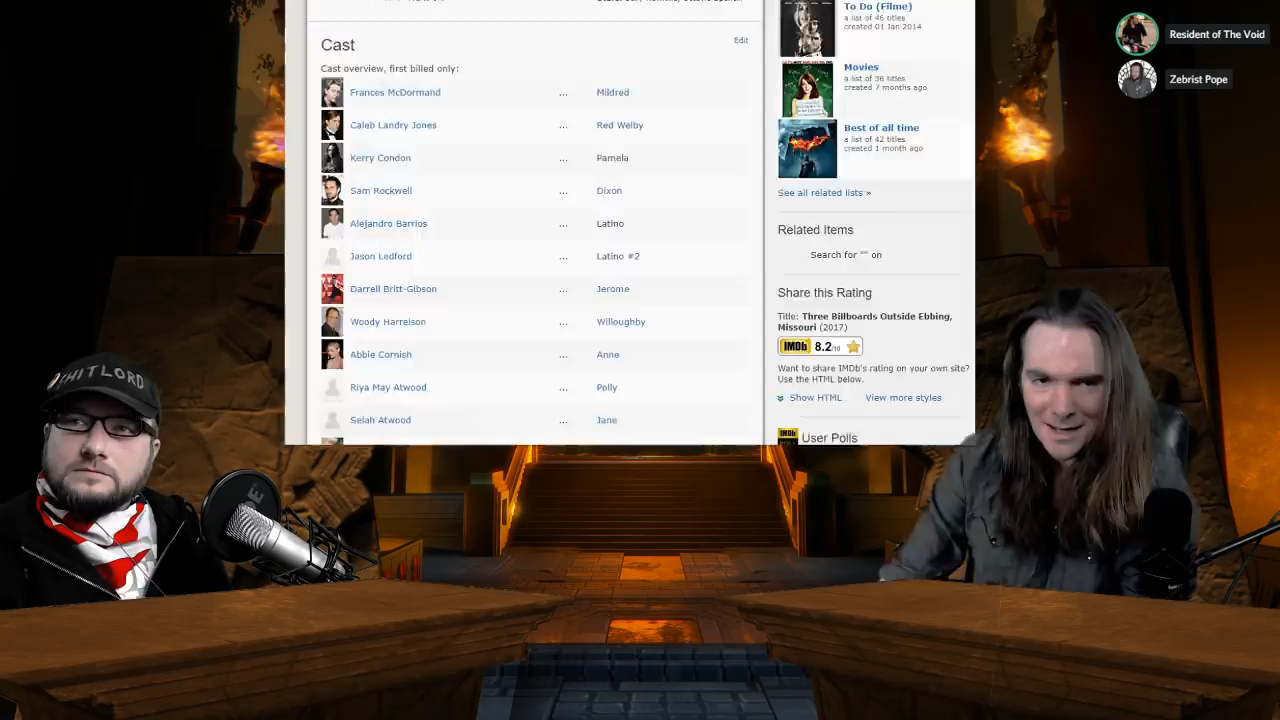 Cast
Edit
Cast overview, first billed only:
Frances McDormand ... Mildred
Caleb Landry Jones ... Red Welby
Kerry Condon ... Pamela
Sam Rockwell ... Dixon
Alejandro Barrios ... Latino
Jason Ledford ... Latino #2
Darrell Britt-Gibson ... Jerome
Woody Harrelson ... Willoughby
Abbie Cornish ... Anne
Riya May Atwood ... Polly
Selah Atwood ... Jane
To Do (Filme)
a list of 46 titles
created 01 Jan 2014
Movies
a list of 36 titles
created 7 months ago
Best of all time
a list of 42 titles
created 1 month ago
See all related lists »
Related Items
Search for "" on
Share this Rating
Title: Three Billboards Outside Ebbing,
Missouri (2017)
IMDb 8.2/10
Want to share IMDb's rating on your own site?
Use the HTML below.
Show HTML View more styles
IMDb User Polls
Resident of The Void
Zebrist Pope
SHITLORD